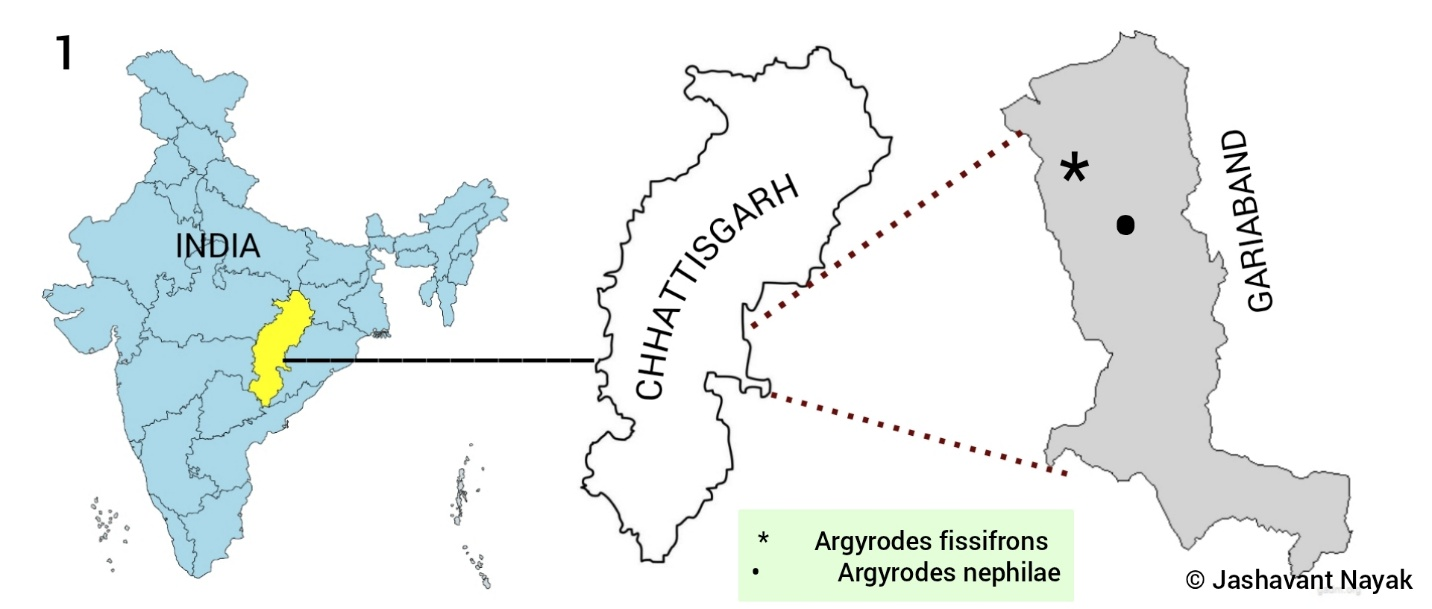 1
INDIA
CHHATTISGARH
GARIABAND
* Argyrodes fissifrons
• Argyrodes nephilae
© Jashavant Nayak